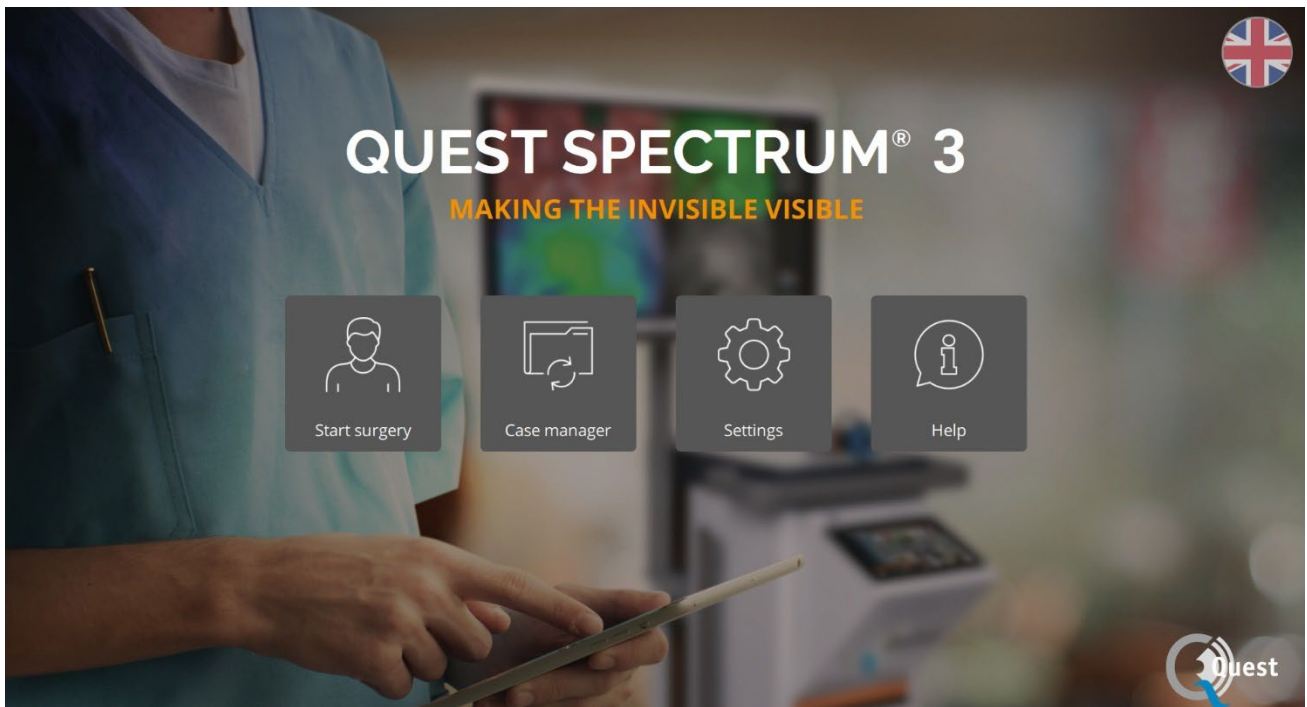 QUEST SPECTRUM® 3
MAKING THE INVISIBLE VISIBLE
Start surgery
Case manager
Settings
Help
Quest